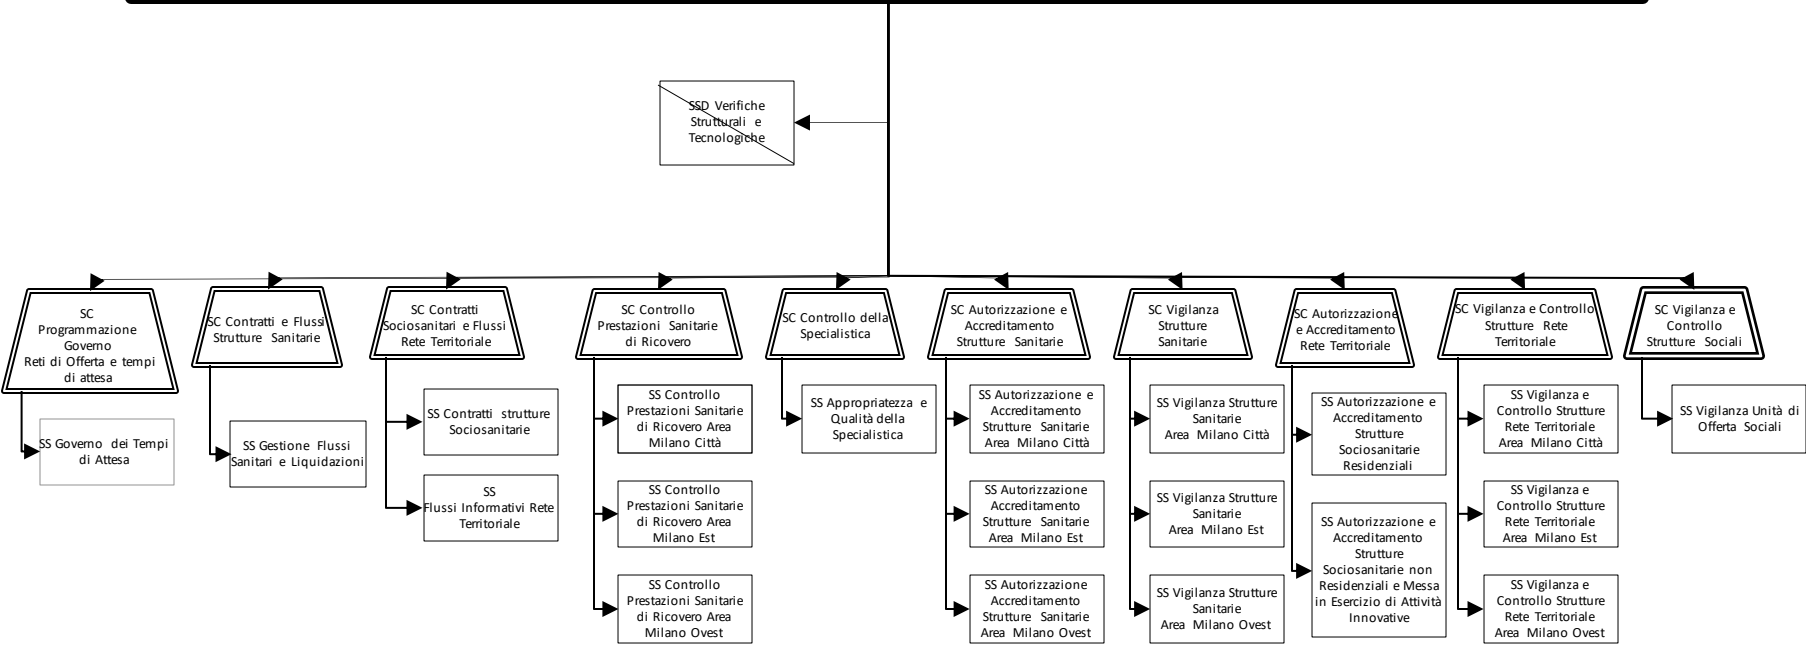 SSD Verifiche
Strutturali e
Tecnologiche
SC
Programmazione
Governo
Reti di Offerta e tempi
di attesa
SS Governo dei Tempi
di Attesa
SC Contratti e Flussi
Strutture Sanitarie
SS Gestione Flussi
Sanitari e Liquidazioni
SC Contratti
Sociosanitari e Flussi
Rete Territoriale
SS Contratti strutture
Sociosanitarie
SS
Flussi Informativi Rete
Territoriale
SC Controllo
Prestazioni Sanitarie
di Ricovero
SS Controllo
Prestazioni Sanitarie
di Ricovero Area
Milano Città
SS Controllo
Prestazioni Sanitarie
di Ricovero Area
Milano Est
SS Controllo
Prestazioni Sanitarie
di Ricovero Area
Milano Ovest
SC Controllo della
Specialistica
SS Appropriatezza e
Qualità della
Specialistica
SC Autorizzazione e
Accreditamento
Strutture Sanitarie
SS Autorizzazione e
Accreditamento
Strutture Sanitarie
Area Milano Città
SS Autorizzazione
Accreditamento
Strutture Sanitarie
Area Milano Est
SS Autorizzazione
Accreditamento
Strutture Sanitarie
Area Milano Ovest
SC Vigilanza
Strutture
Sanitarie
SS Vigilanza Strutture
Sanitarie
Area Milano Città
SS Vigilanza Strutture
Sanitarie
Area Milano Est
SS Vigilanza Strutture
Sanitarie
Area Milano Ovest
SC Autorizzazione
e Accreditamento
Rete Territoriale
SS Autorizzazione e
Accreditamento
Strutture
Sociosanitarie
Residenziali
SS Autorizzazione e
Accreditamento
Strutture
Sociosanitarie non
Residenziali e Messa
in Esercizio di Attività
Innovative
SC Vigilanza e Controllo
Strutture Rete
Territoriale
SS Vigilanza e
Controllo Strutture
Rete Territoriale
Area Milano Città
SS Vigilanza e
Controllo Strutture
Rete Territoriale
Area Milano Est
SS Vigilanza e
Controllo Strutture
Rete Territoriale
Area Milano Ovest
SC Vigilanza e
Controllo
Strutture Sociali
SS Vigilanza Unità di
Offerta Sociali